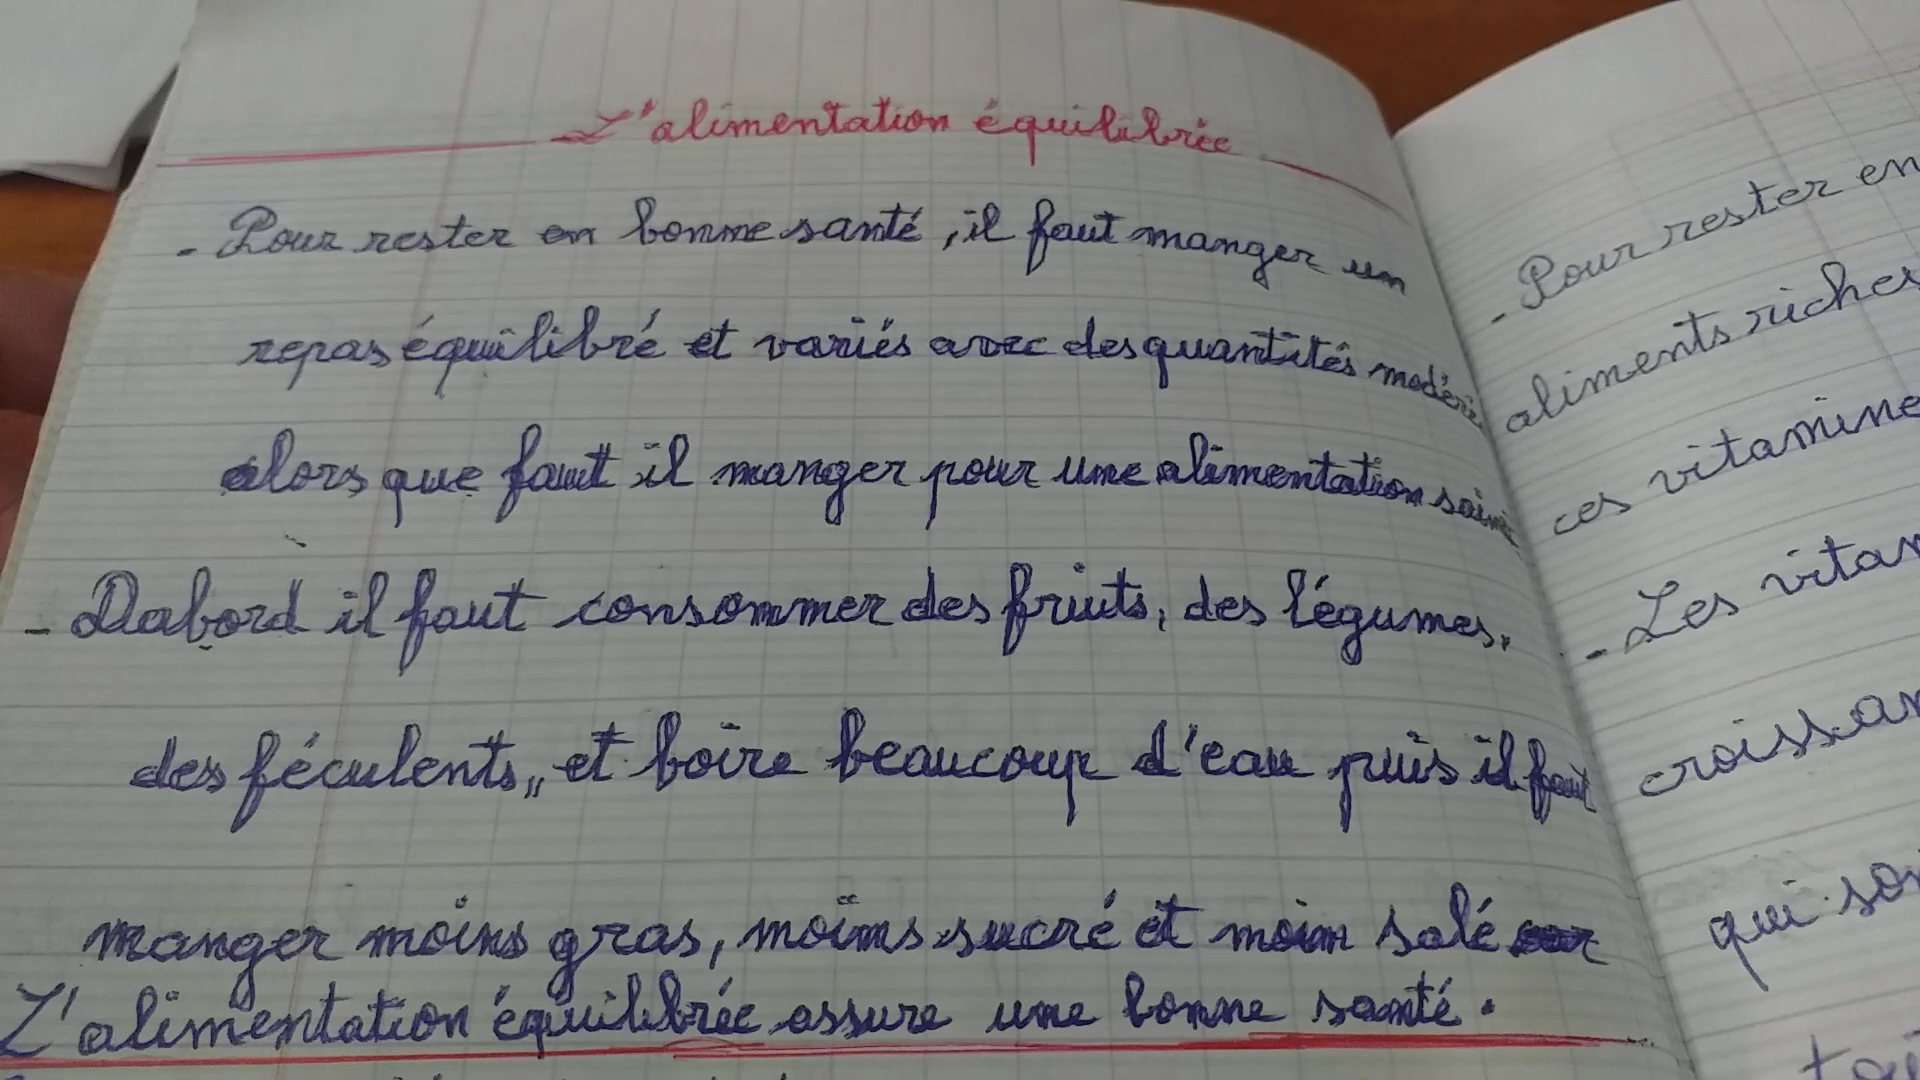 L'alimentation équilibrée
- Pour rester en bonne santé, il faut manger un
repas équilibré et variés avec des quantités modérée
alors que faut il manger pour une alimentation saine
- Dabord il faut consommer des fruits, des légumes,
des féculents,, et boire beaucoup d'eau puis il faut
manger moins gras, moins sucré et moin salé
L'alimentation équilibrée assure une bonne santé.
- Pour rester en
aliments riches
ces vitamine
- Les vitam
croissan
qui son